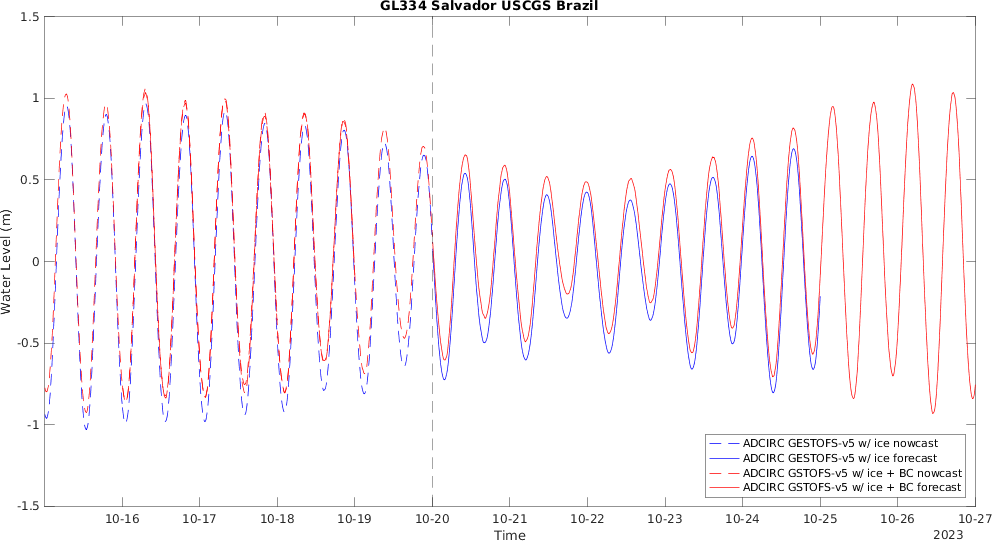 GL334 Salvador USCGS Brazil
Water Level (m)
1.5
1
0.5
0
-0.5
-1
-1.5
ADCIRC GESTOFS-v5 w/ ice nowcast
ADCIRC GESTOFS-v5 w/ ice forecast
ADCIRC GSTOFS-v5 w/ ice + BC nowcast
ADCIRC GSTOFS-v5 w/ ice + BC forecast
10-16 10-17 10-18 10-19 10-20 10-21 10-22 10-23 10-24 10-25 10-26 10-27
Time
2023